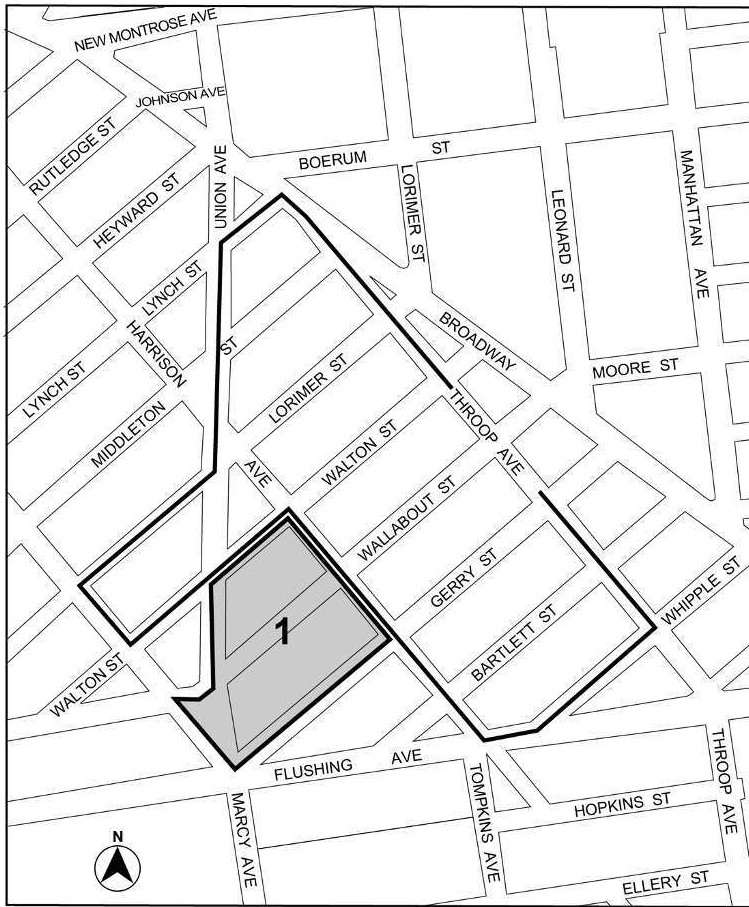 NEW MONTROSE AVE
JOHNSON AVE
RUTLEDGE ST
BOERUM ST
UNION AVE
HEYWARD ST
LORIMER ST
MANHATTAN AVE
LEONARD ST
LYNCH ST
HARRISON AVE
ST
BROADWAY
LYNCH ST
LORIMER ST
MOORE ST
MIDDLETON
THROOP AVE
WALTON ST
WALLABOUT ST
GERRY ST
WHIPPLE ST
1
BARTLETT ST
WALTON ST
FLUSHING AVE
THROOP AVE
TOMPKINS AVE
MARCY AVE
HOPKINS ST
N
ELLERY ST